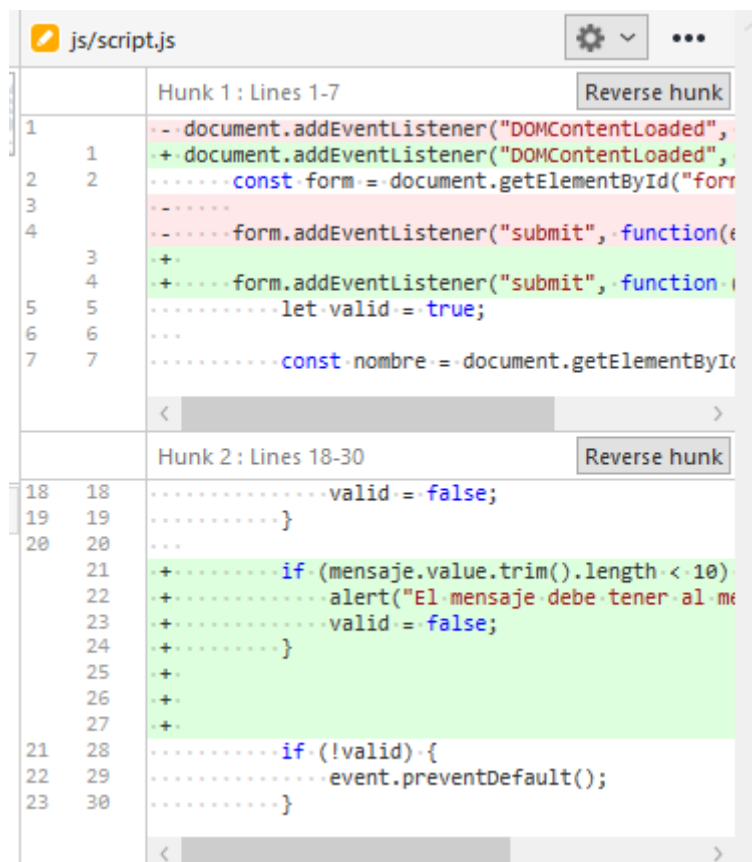 js/script.js
Hunk 1 : Lines 1-7 Reverse hunk
1 - document.addEventListener("DOMContentLoaded",
1 + document.addEventListener("DOMContentLoaded",
2 2 const form = document.getElementById("
3 -
4 - form.addEventListener("submit", function(
3 +
4 + form.addEventListener("submit", function
5 5 let valid = true;
6 6
7 7 const nombre = document.
Hunk 2 : Lines 18-30 Reverse hunk
18 18 valid = false;
19 19 }
20 20
21 + if (mensaje.value.trim().length < 10)
22 + alert("El mensaje debe tener al
23 + valid = false;
24 + }
25 +
26 +
27 +
21 28 if (!valid) {
22 29 event.preventDefault();
23 30 }